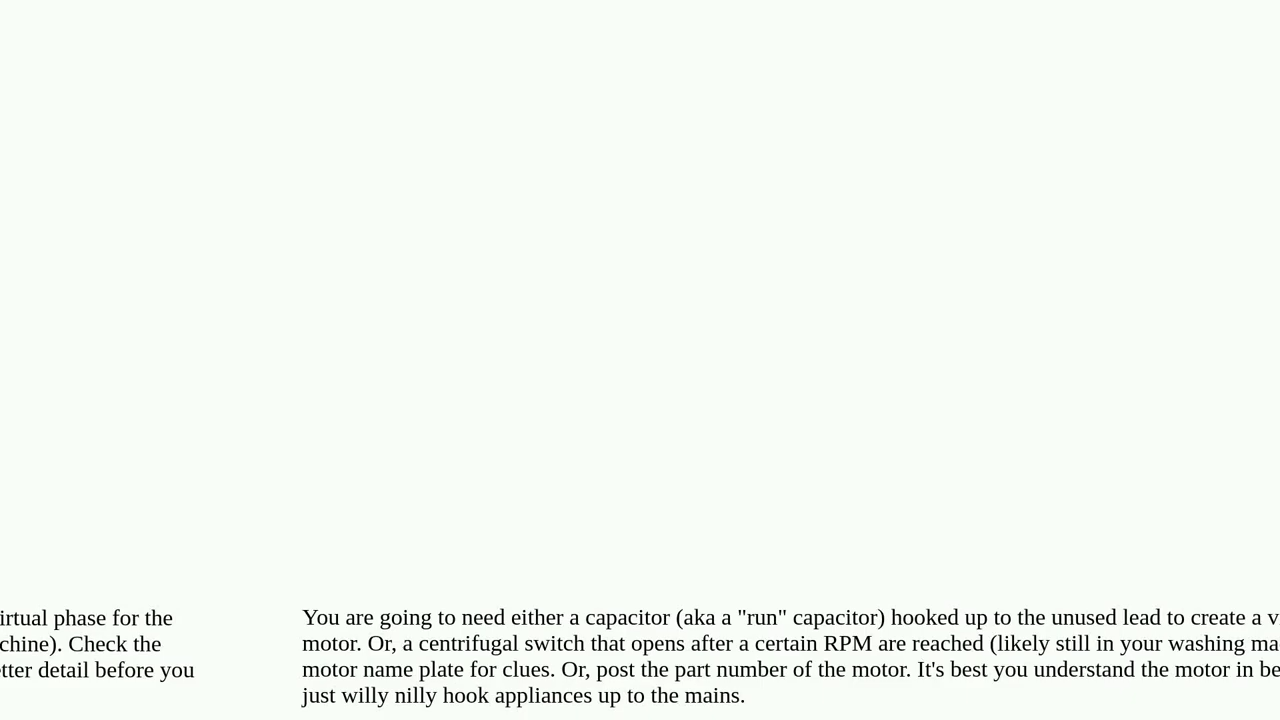 irtual phase for the
chine). Check the
etter detail before you
You are going to need either a capacitor (aka a "run" capacitor) hooked up to the unused lead to create a v
motor. Or, a centrifugal switch that opens after a certain RPM are reached (likely still in your washing ma
motor name plate for clues. Or, post the part number of the motor. It's best you understand the motor in be
just willy nilly hook appliances up to the mains.